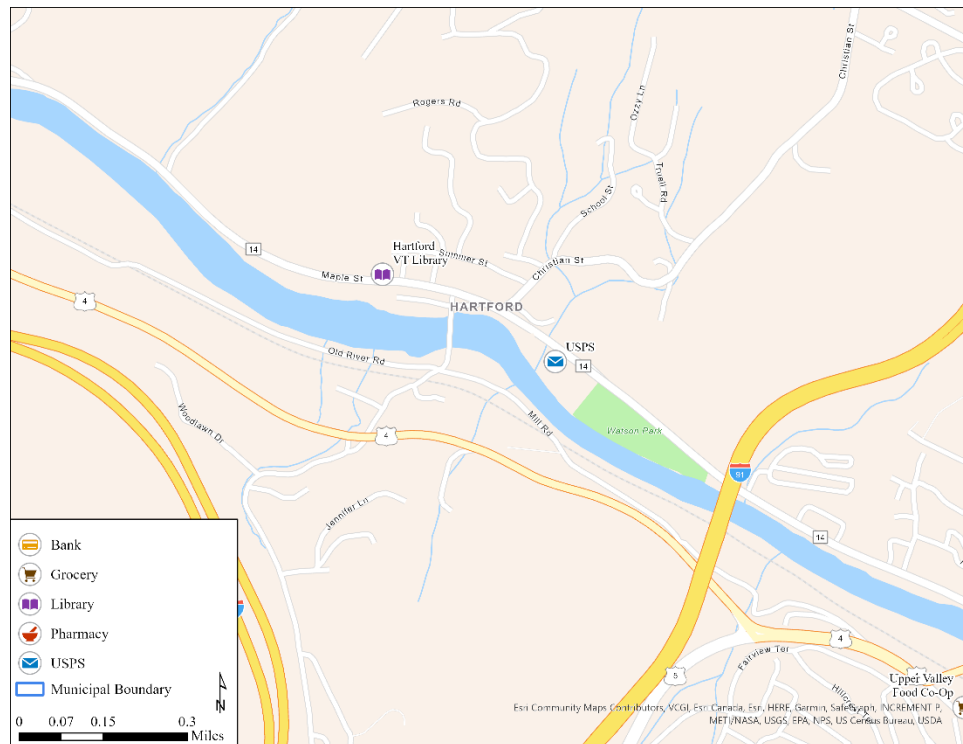 Christian St
Ozzy Ln
Rogers Rd
Truell Rd
School St
14
Hartford
VT Library
Summer St
Christian St
Maple St
4
HARTFORD
USPS
14
Old River Rd
Woodlawn Dr
Mill Rd
Watson Park
4
91
Jennifer Ln
14
Bank
Grocery
Library
Pharmacy
USPS
Municipal Boundary
N
0 0.07 0.15 0.3
Miles
4
Fairview Ter
5
Upper Valley
Food Co-Op
Esri Community Maps Contributors, VCGI, Esri Canada, Esri, HERE, Garmin, SafeGraph, INCREMENT P,
METI/NASA, USGS, EPA, NPS, US Census Bureau, USDA